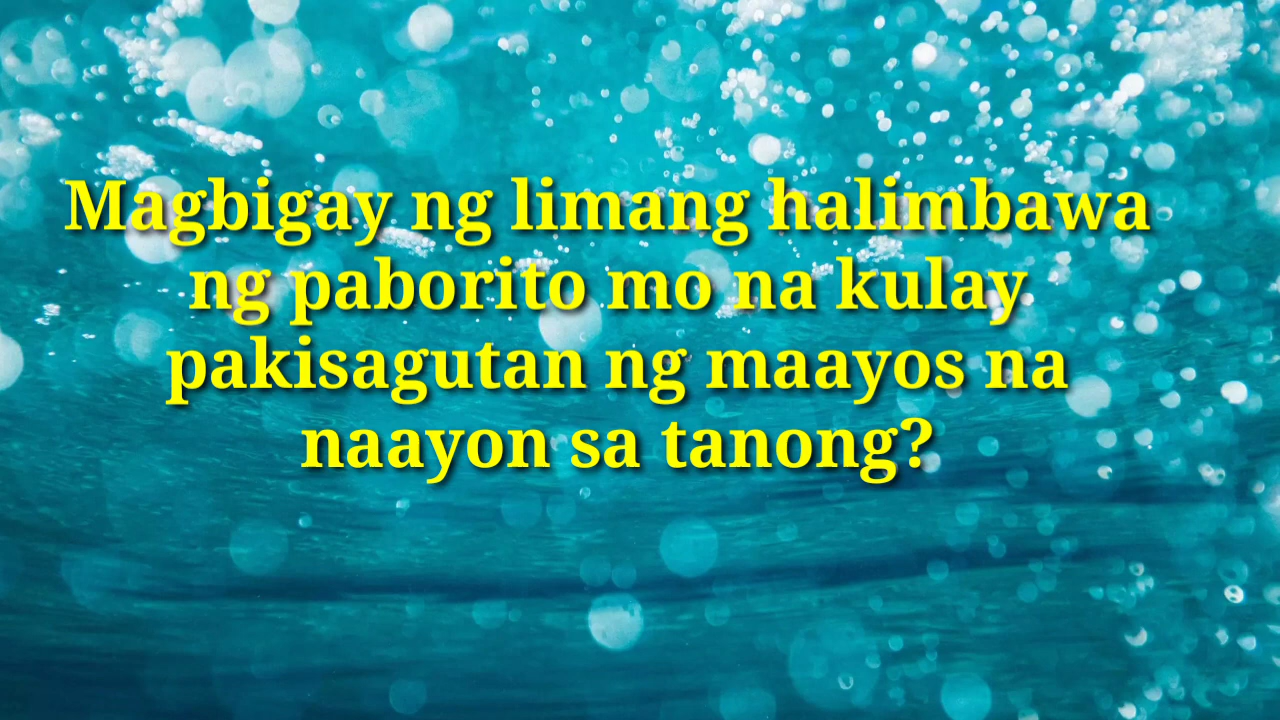 Magbigay ng limang halimbawa
ng paborito mo na kulay
pakisagutan ng maayos na
naayon sa tanong?